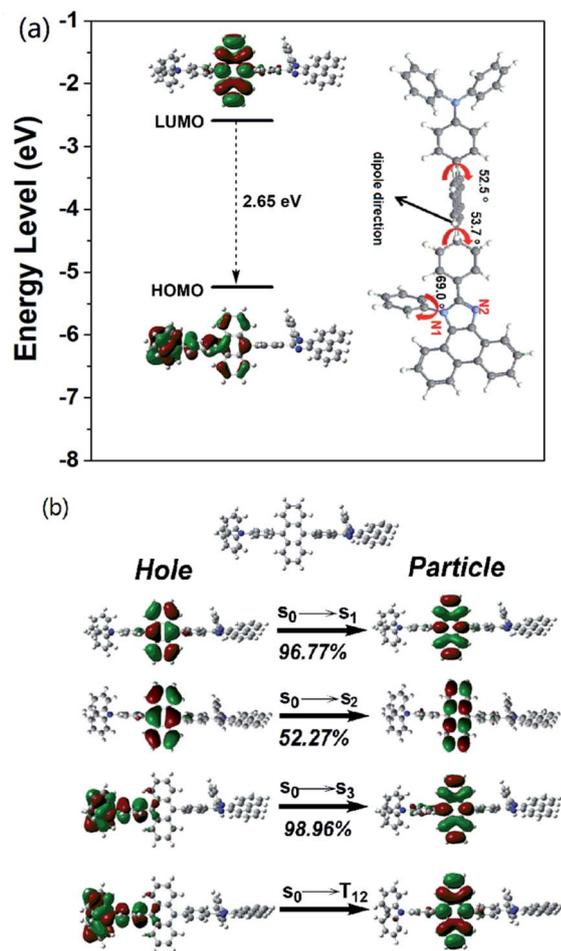 (a)
-1
-2
-3
-4
-5
-6
-7
-8
Energy Level (eV)
LUMO
2.65 eV
HOMO
dipole direction
52.5 °
53.7 °
69.0 °
N1
N2
(b)
Hole
Particle
S0 → S1
96.77%
S0 → S2
52.27%
S0 → S3
98.96%
S0 → T12